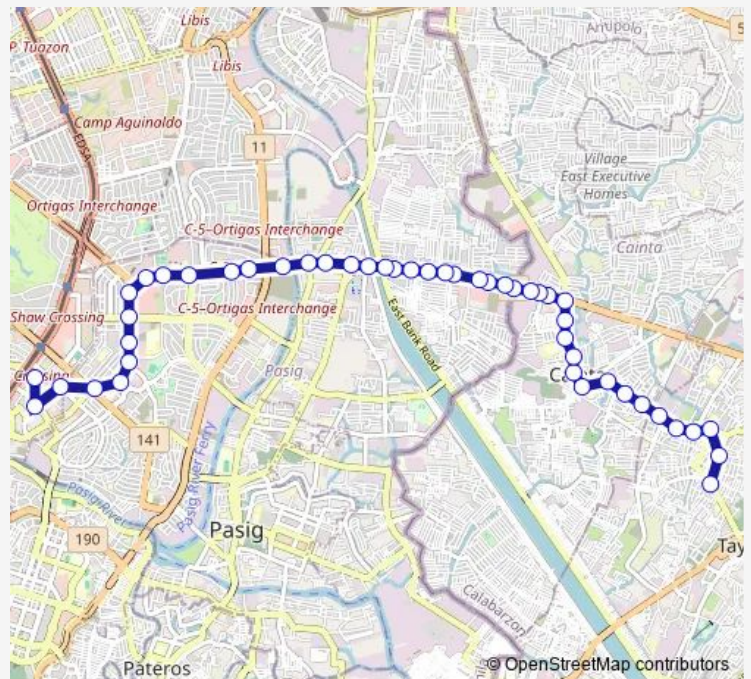 Libis
P. Tuazon
Libis
Camp Aguinaldo
EDSA
11
Village
East Executive
Homes
Ortigas Interchange
C-5–Ortigas Interchange
Cainta
Shaw Crossing
C-5–Ortigas Interchange
East Bank Road
Pasig
141
Pasig River Ferry
Pasig River
Pasig
190
Tay
Calabarzon
Pateros
© OpenStreetMap contributors